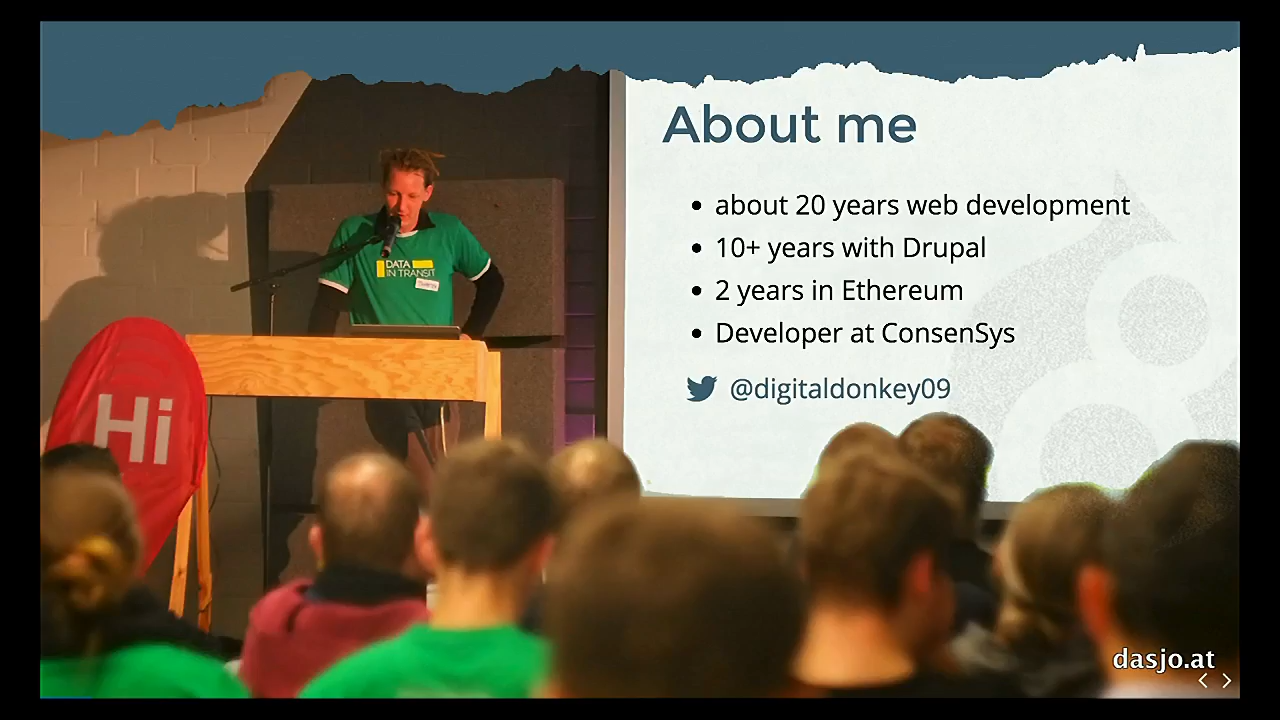 About me
about 20 years web development
10+ years with Drupal
2 years in Ethereum
Developer at ConsenSys
@digitaldonkey09
DATA
IN TRANSIT
Hi
dasjo.at